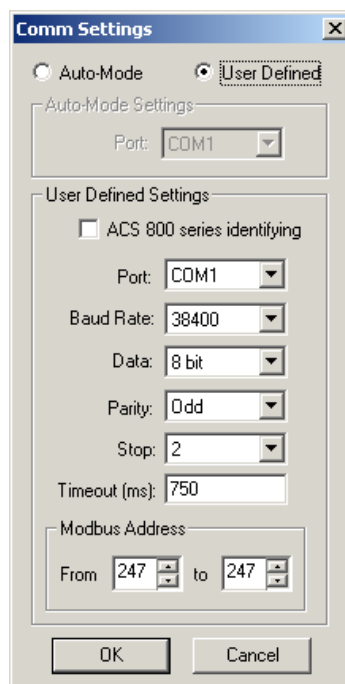 Comm Settings
Auto-Mode User Defined
Auto-Mode Settings
Port: COM1
User Defined Settings
ACS 800 series identifying
Port: COM1
Baud Rate: 38400
Data: 8 bit
Parity: Odd
Stop: 2
Timeout (ms): 750
Modbus Address
From 247 to 247
OK Cancel